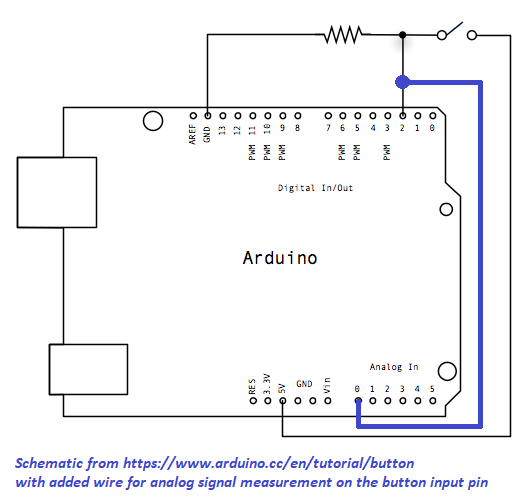 AREF
GND
13
12
11
10
9
8
7
6
5
4
3
2
1
0
PWM
PWM
PWM
PWM
PWM
PWM
Digital In/Out
Arduino
Analog In
RES
3.3V
5V
GND
Vin
0
1
2
3
4
5
Schematic from https://www.arduino.cc/en/tutorial/button
with added wire for analog signal measurement on the button input pin